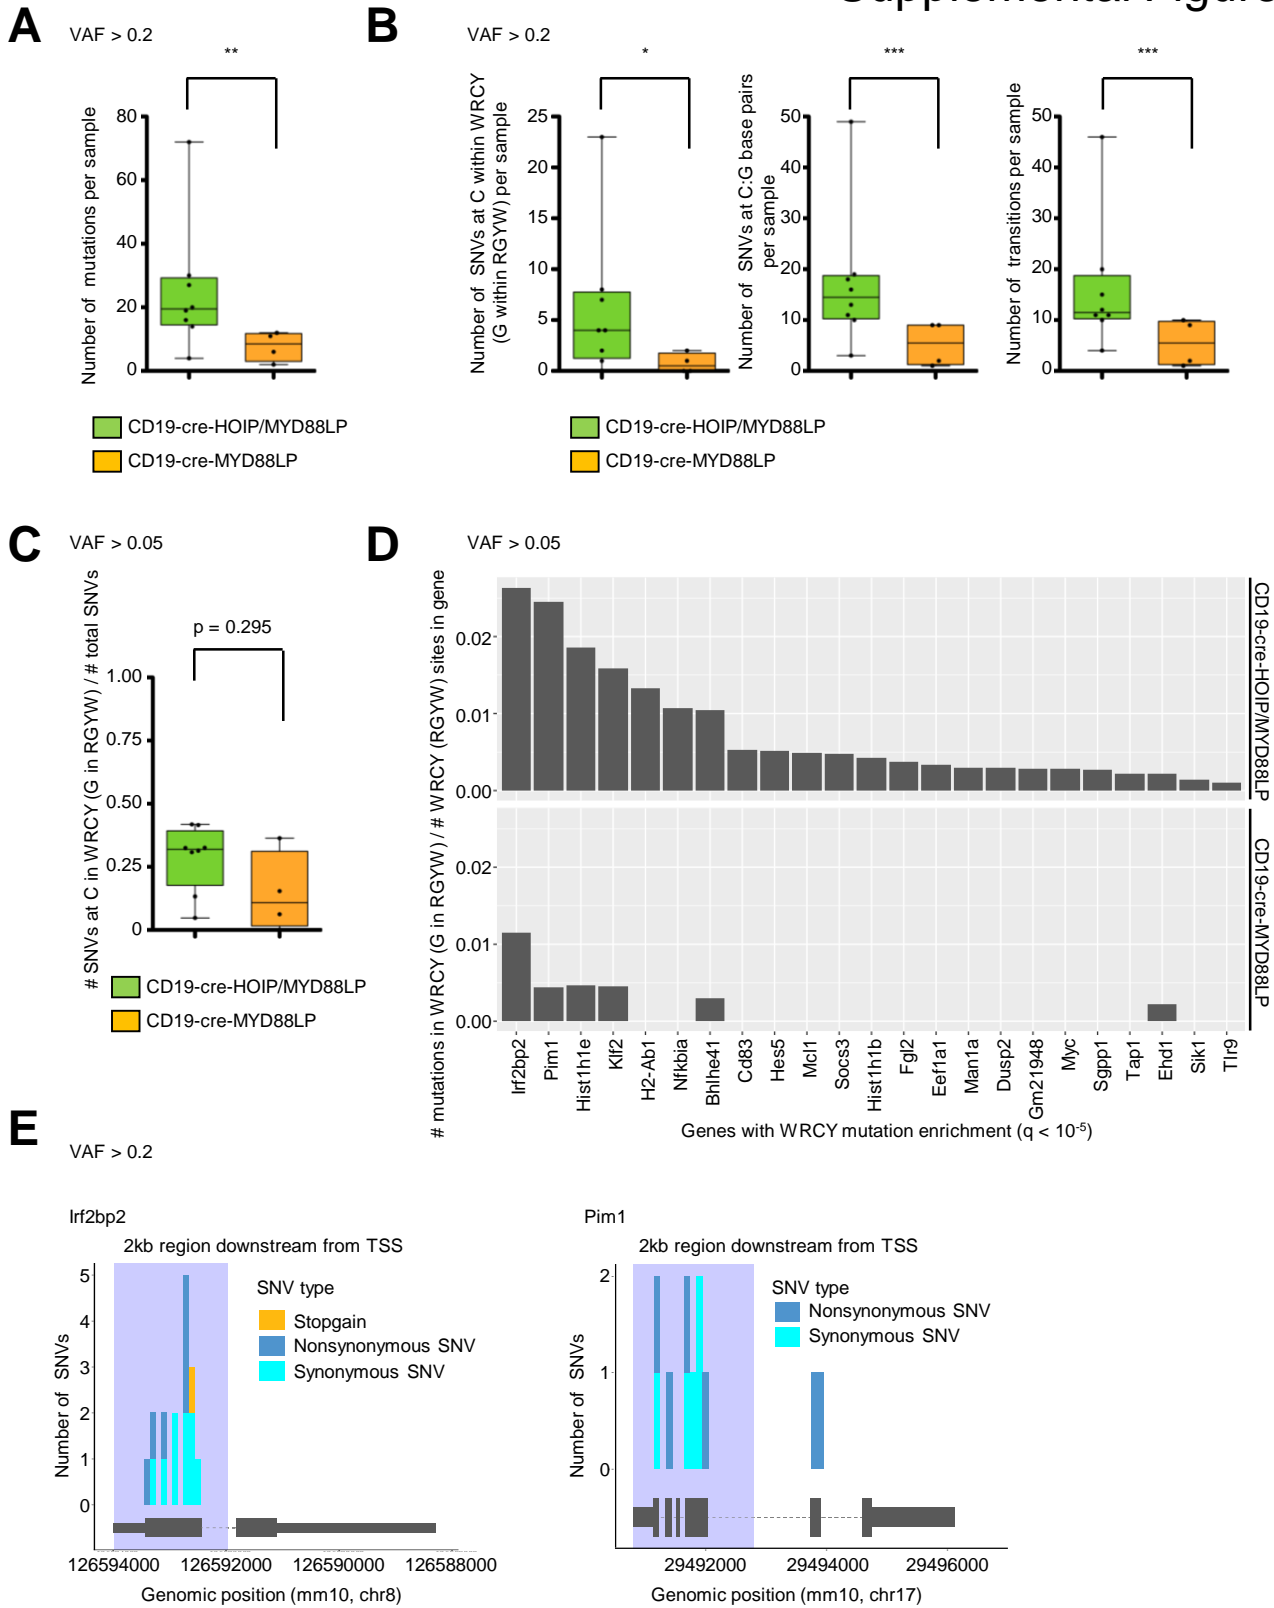 Supplemental Figure
A
VAF > 0.2
**
Number of mutations per sample
80
60
40
20
0
CD19-cre-HOIP/MYD88LP
CD19-cre-MYD88LP
B
VAF > 0.2
*
Number of SNVs at C within WRCY
(G within RGYW) per sample
25
20
15
10
5
0
***
Number of SNVs at C:G base pairs
per sample
50
40
30
20
10
0
***
Number of transitions per sample
50
40
30
20
10
0
CD19-cre-HOIP/MYD88LP
CD19-cre-MYD88LP
C
VAF > 0.05
p = 0.295
# SNVs at C in WRCY (G in RGYW) / # total SNVs
1.00
0.75
0.50
0.25
0
CD19-cre-HOIP/MYD88LP
CD19-cre-MYD88LP
D
VAF > 0.05
# mutations in WRCY (G in RGYW) / # WRCY (RGYW) sites in gene
0.02
0.01
0.00
CD19-cre-HOIP/MYD88LP
0.02
0.01
0.00
CD19-cre-MYD88LP
Irf2bp2
Pim1
Hist1h1e
Klf2
H2-Ab1
Nfkbia
Bhlhe41
Cd83
Hes5
Mcl1
Socs3
Hist1h1b
Fgl2
Eef1a1
Man1a
Dusp2
Gm21948
Myc
Sgpp1
Tap1
Ehd1
Sik1
Tlr9
Genes with WRCY mutation enrichment (q < 10-5)
E
VAF > 0.2
Irf2bp2
2kb region downstream from TSS
Number of SNVs
5
4
3
2
1
0
SNV type
Stopgain
Nonsynonymous SNV
Synonymous SNV
126594000
126592000
126590000
126588000
Genomic position (mm10, chr8)
Pim1
2kb region downstream from TSS
Number of SNVs
2
1
0
SNV type
Nonsynonymous SNV
Synonymous SNV
29492000
29494000
29496000
Genomic position (mm10, chr17)